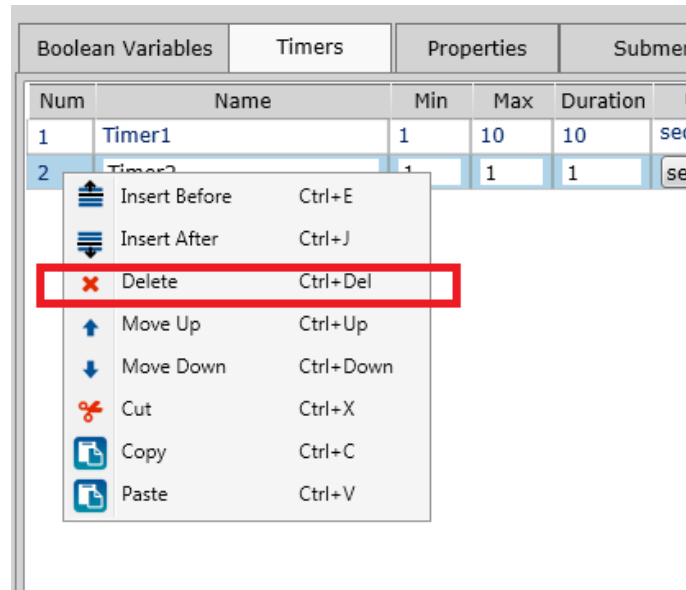 Boolean Variables Timers Properties
Num Name Min Max Duration
1 Timer1 1 10 10
2 Timer2 1 1 1
Insert Before Ctrl+E
Insert After Ctrl+J
Delete Ctrl+Del
Move Up Ctrl+Up
Move Down Ctrl+Down
Cut Ctrl+X
Copy Ctrl+C
Paste Ctrl+V